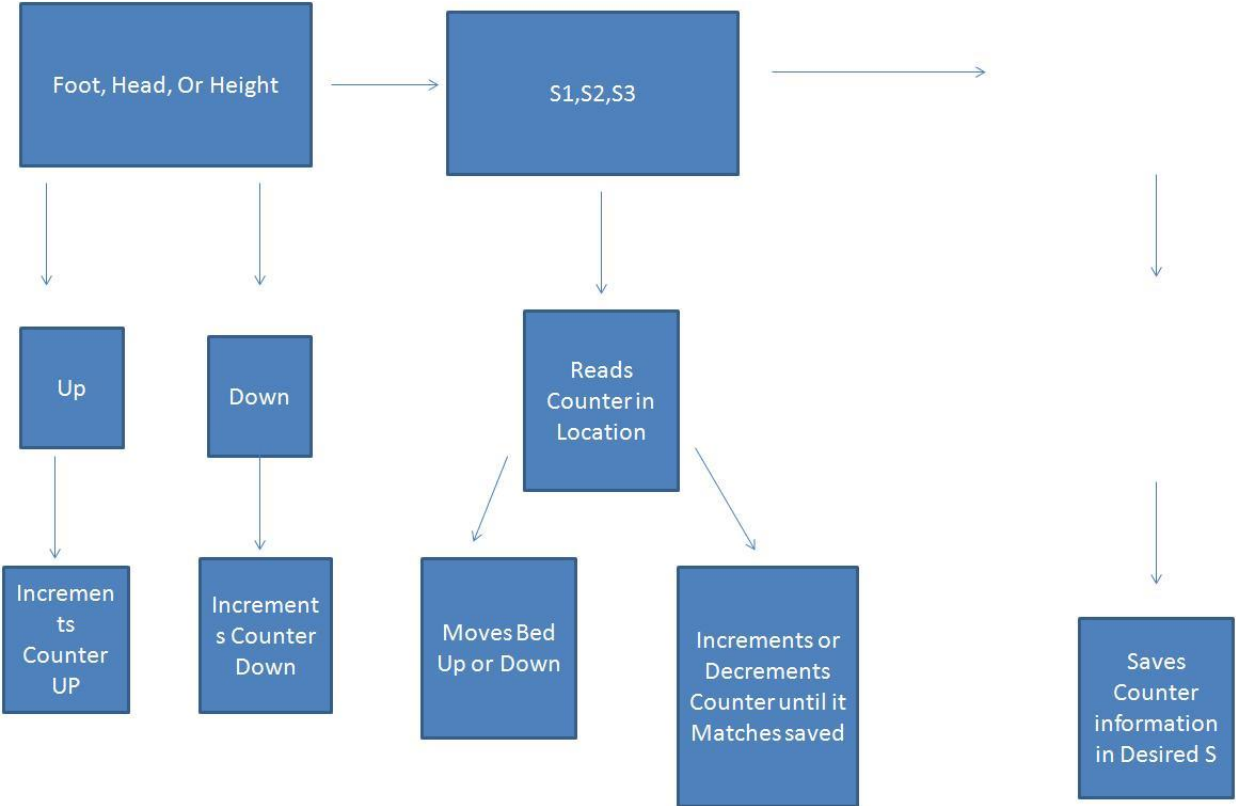 Foot, Head, Or Height
S1,S2,S3
Up
Down
Reads
Counter in
Location
Incremen
ts
Counter
UP
Increment
s Counter
Down
Moves Bed
Up or Down
Increments or
Decrements
Counter until it
Matches saved
Saves
Counter
information
in Desired S